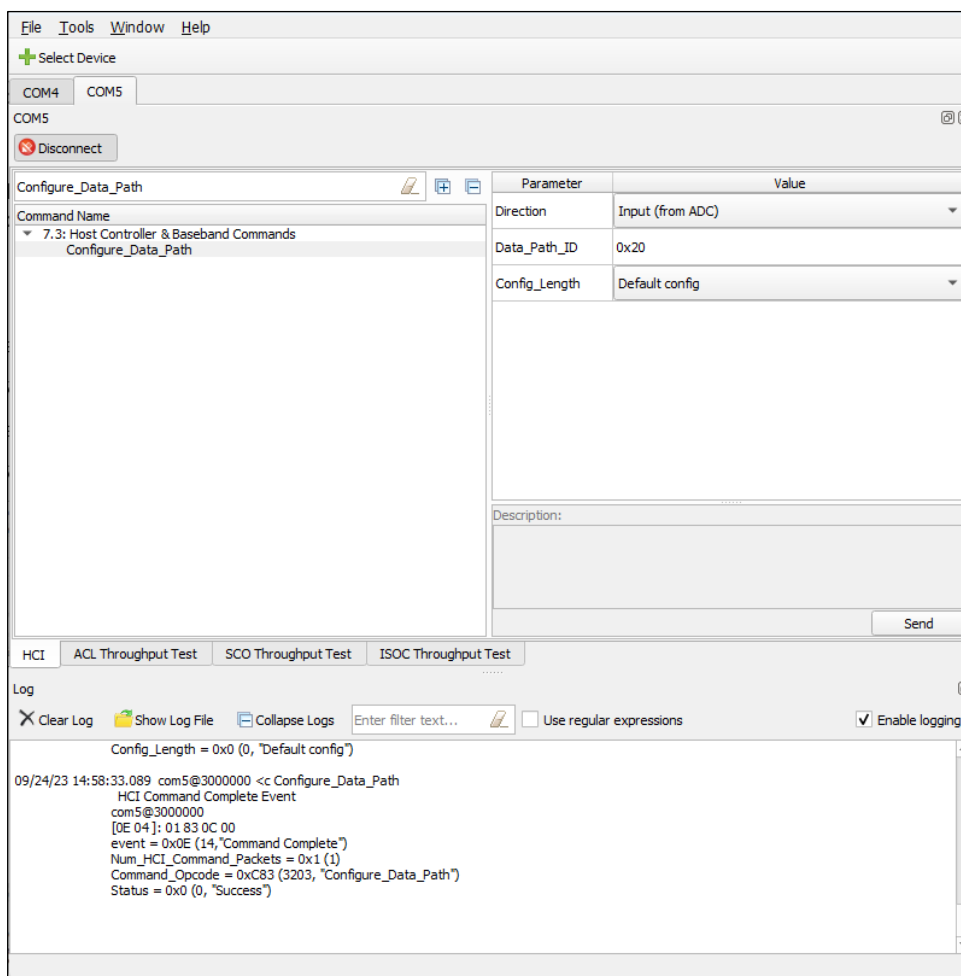 File Tools Window Help
Select Device
COM4 COM5
COM5
Disconnect
Configure_Data_Path
Command Name
7.3: Host Controller & Baseband Commands
Configure_Data_Path
Parameter Value
Direction Input (from ADC)
Data_Path_ID 0x20
Config_Length Default config
Description:
Send
HCI ACL Throughput Test SCO Throughput Test ISOC Throughput Test
Log
Clear Log Show Log File Collapse Logs Enter filter text... Use regular expressions Enable logging
Config_Length = 0x0 (0, "Default config")
09/24/23 14:58:33.089 com5@3000000 <c Configure_Data_Path
HCI Command Complete Event
com5@3000000
[0E 04]: 01 83 0C 00
event = 0x0E (14,"Command Complete")
Num_HCI_Command_Packets = 0x1 (1)
Command_Opcode = 0xC83 (3203, "Configure_Data_Path")
Status = 0x0 (0, "Success")